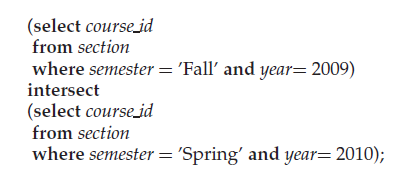 (select course_id
from section
where semester = ’Fall’ and year= 2009)
intersect
(select course_id
from section
where semester = ’Spring’ and year= 2010);